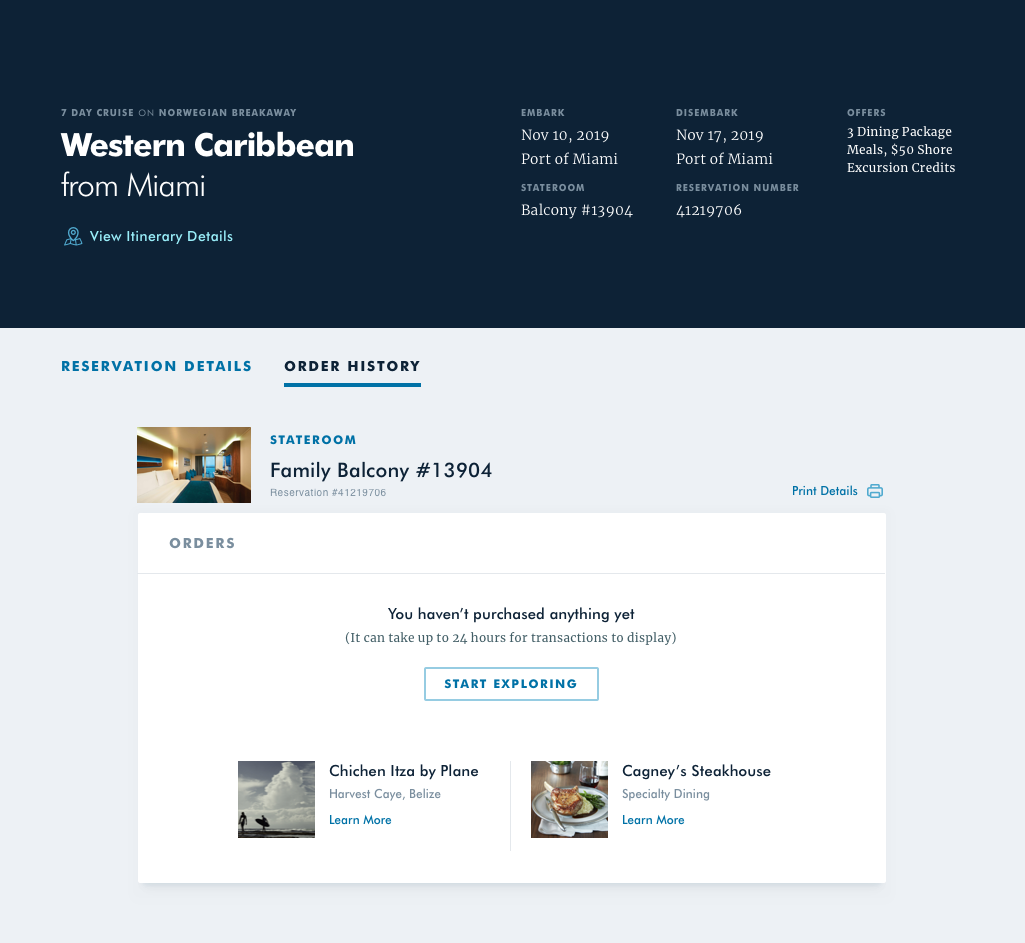 7 DAY CRUISE ON NORWEGIAN BREAKAWAY
Western Caribbean
from Miami
View Itinerary Details
EMBARK
Nov 10, 2019
Port of Miami
STATEROOM
Balcony #13904
DISEMBARK
Nov 17, 2019
Port of Miami
RESERVATION NUMBER
41219706
OFFERS
3 Dining Package
Meals, $50 Shore
Excursion Credits
RESERVATION DETAILS
ORDER HISTORY
STATEROOM
Family Balcony #13904
Reservation #41219706
Print Details
ORDERS
You haven’t purchased anything yet
(It can take up to 24 hours for transactions to display)
START EXPLORING
Chichen Itza by Plane
Harvest Caye, Belize
Learn More
Cagney’s Steakhouse
Specialty Dining
Learn More